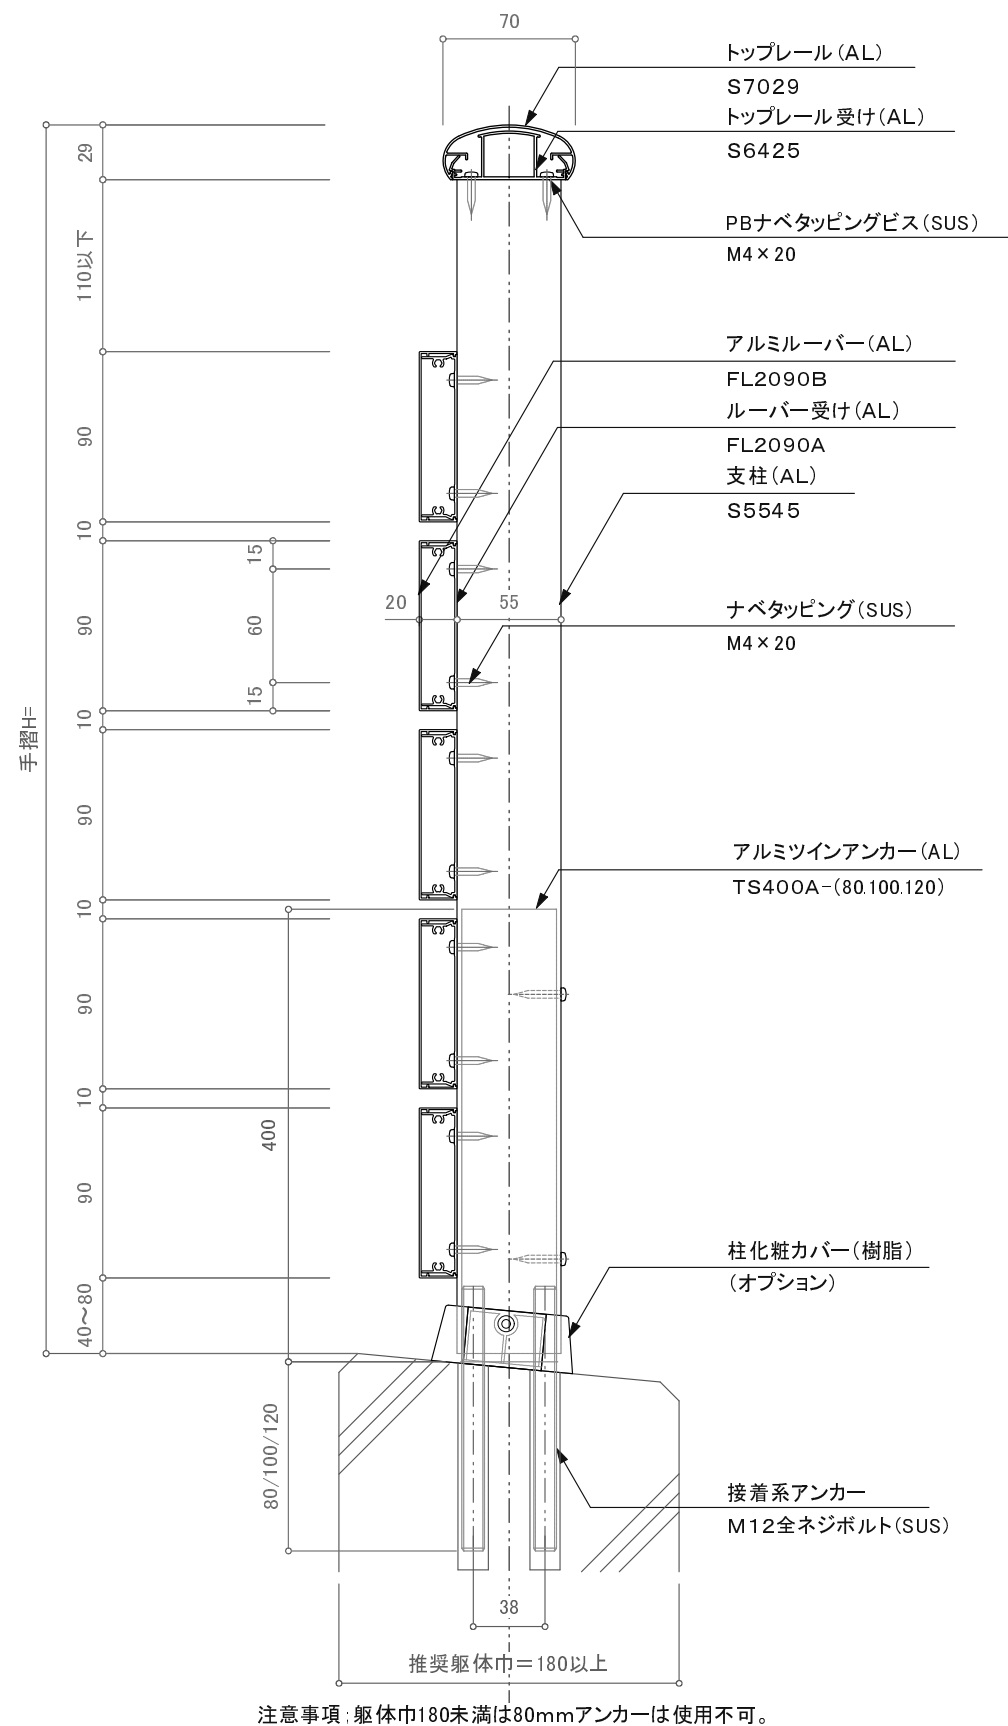 70
トップレール(AL)
S7029
トップレール受け(AL)
S6425
29
PBナベタッピングビス(SUS)
M4×20
110以下
アルミルーバー(AL)
FL2090B
ルーバー受け(AL)
FL2090A
支柱(AL)
S5545
90
10
15
20
55
ナベタッピング(SUS)
M4×20
60
90
15
10
手摺H=
90
アルミツインアンカー(AL)
TS400A-(80.100.120)
10
90
10
400
90
柱化粧カバー(樹脂)
(オプション)
40～80
80/100/120
接着系アンカー
M12全ネジボルト(SUS)
38
推奨躯体巾＝180以上
注意事項;躯体巾180未満は80mmアンカーは使用不可。